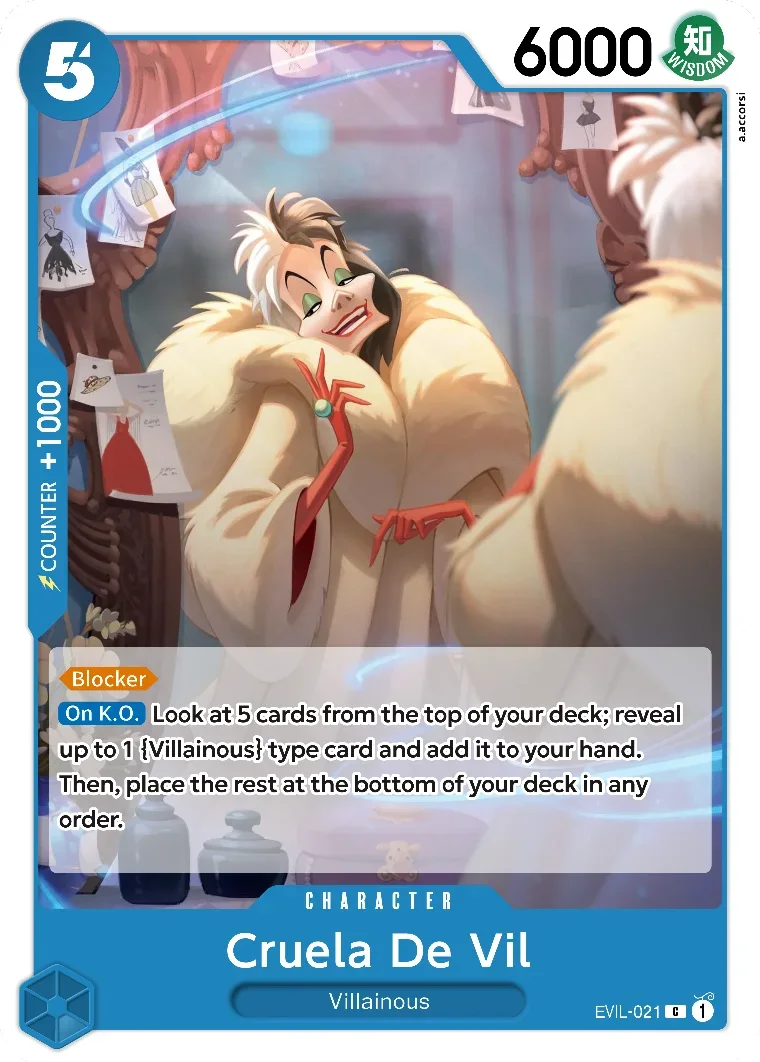 5
6000
知
WISDOM
a.accorsi
COUNTER +1000
Blocker
On K.O. Look at 5 cards from the top of your deck; reveal
up to 1 {Villainous} type card and add it to your hand.
Then, place the rest at the bottom of your deck in any
order.
CHARACTER
Cruela De Vil
Villainous
EVIL-021 C 1